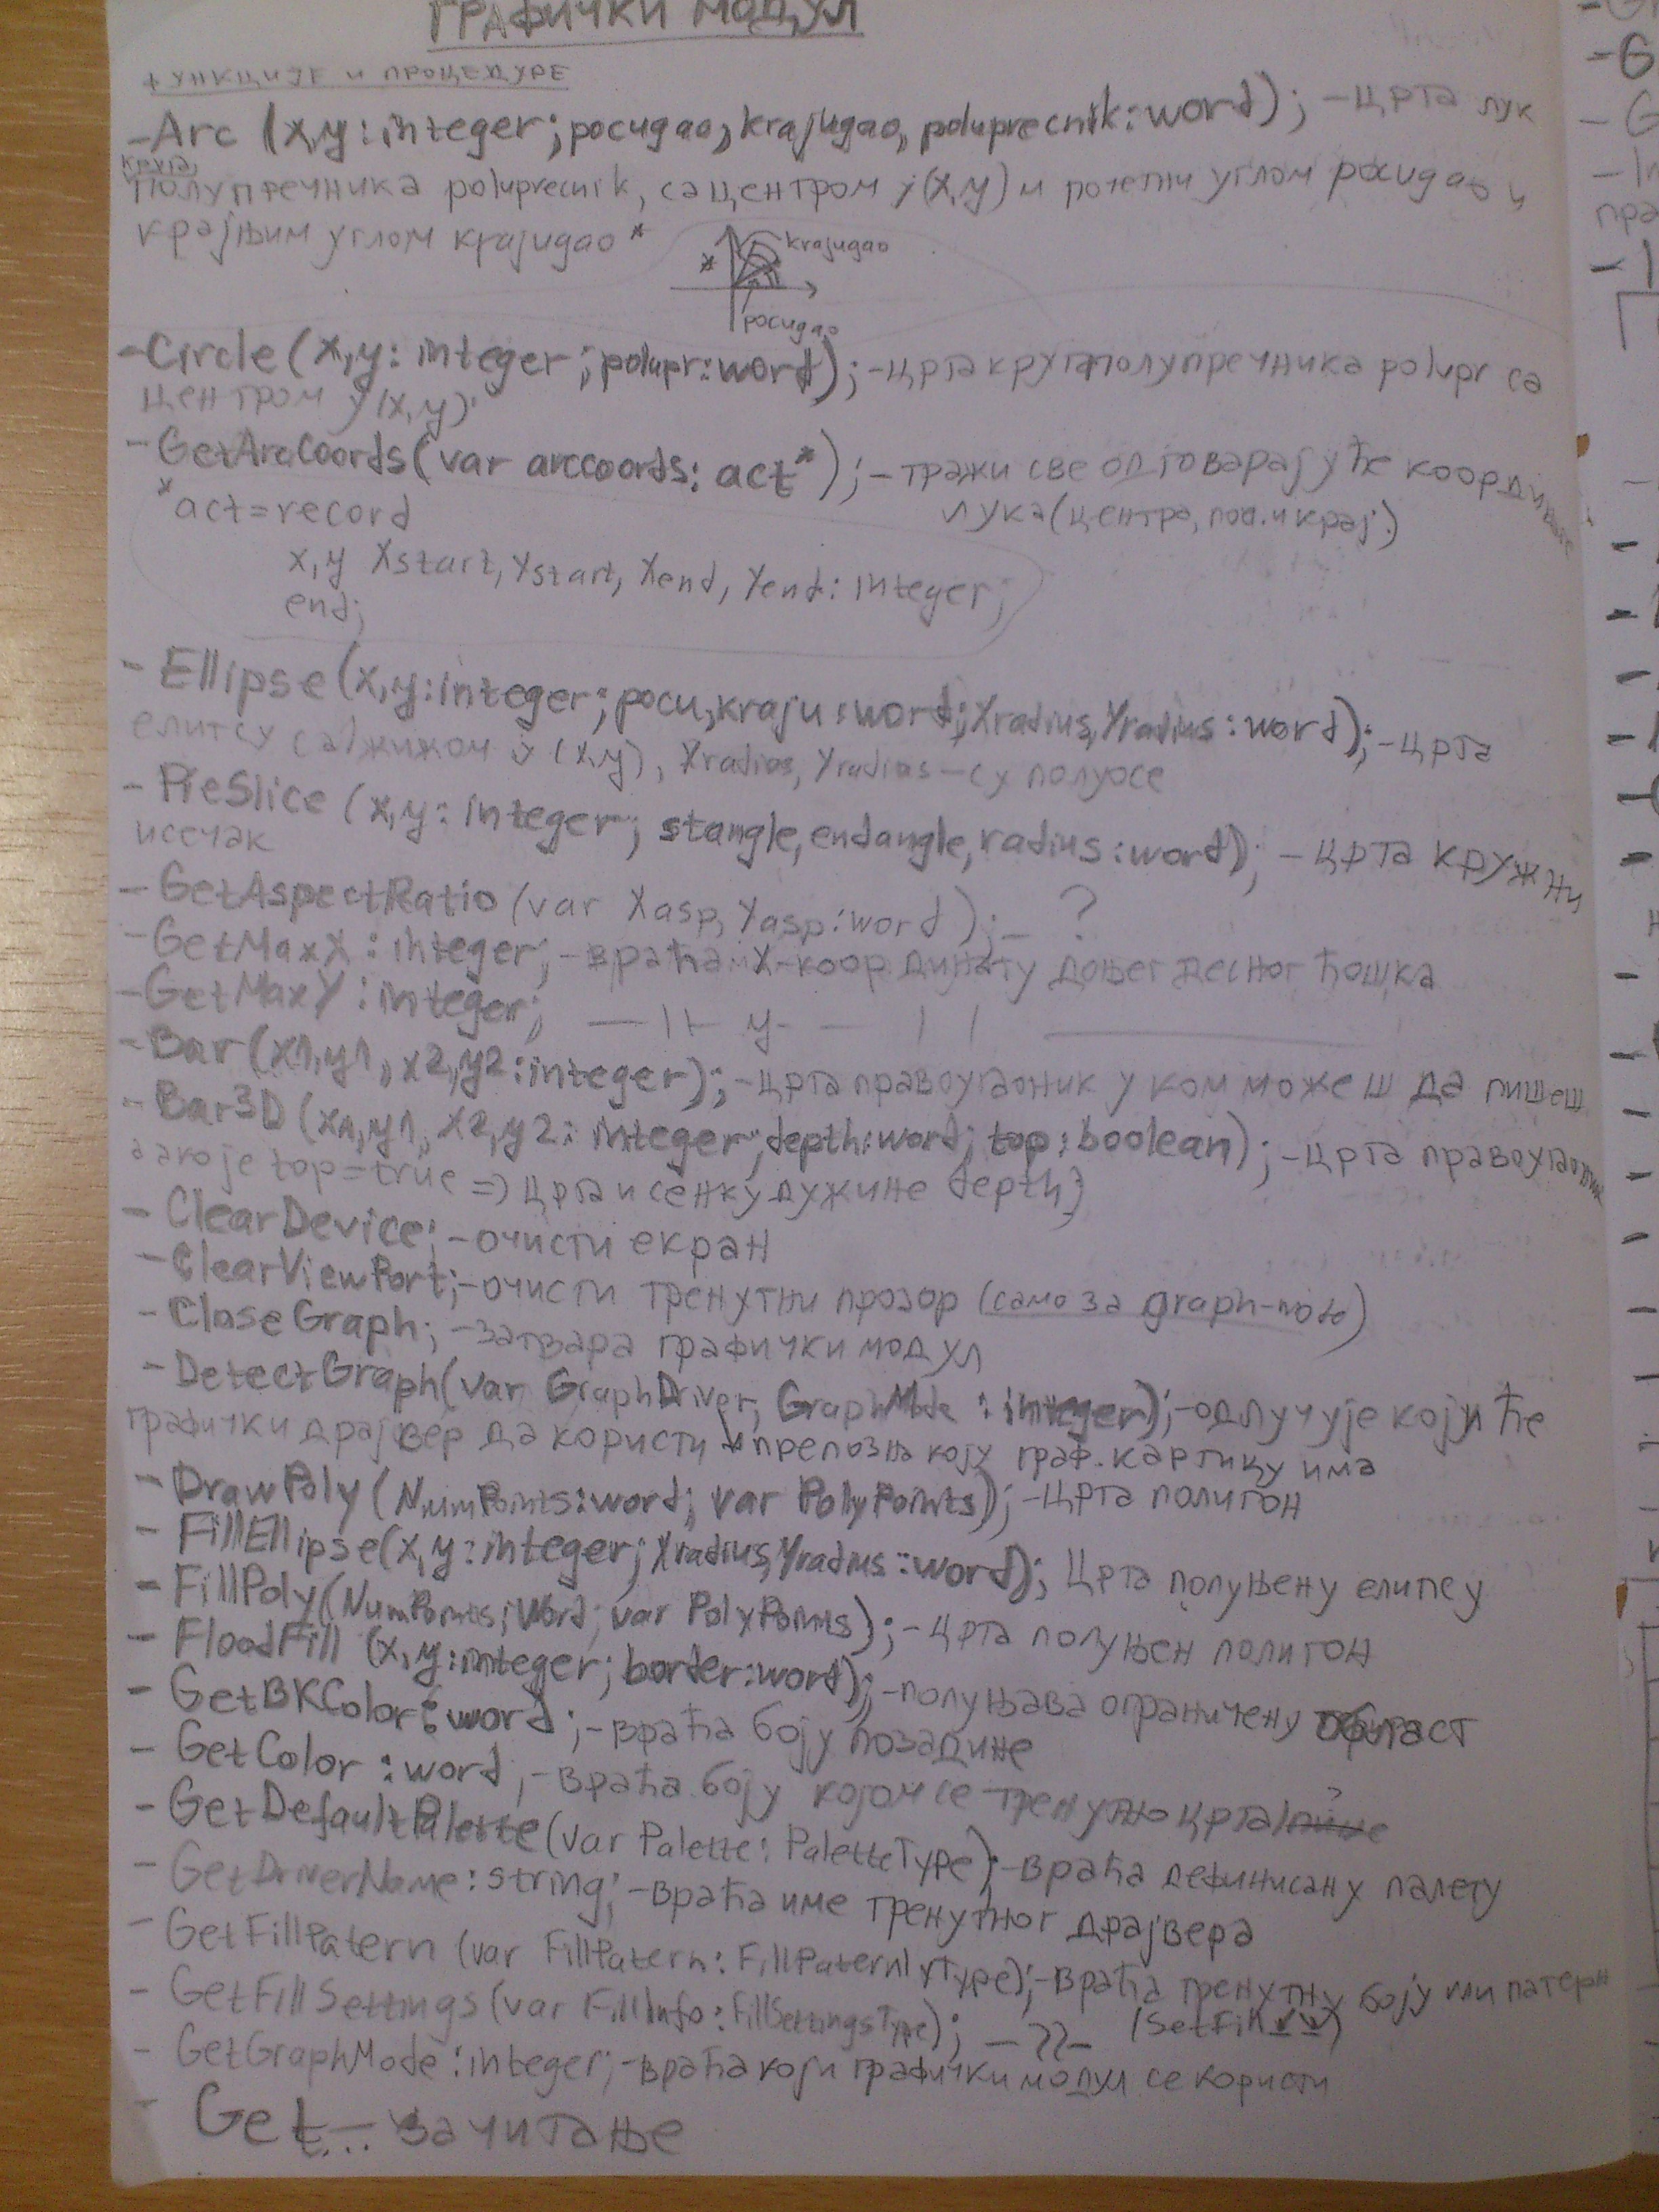 ГРАФИЧКИ МОДУЛ
ФУНКЦИЈЕ И ПРОЦЕДУРЕ
-Arc (x,y:integer; pocugao, krajugao, poluprecnik:word); -црта лук
круга
полупречника poluprecnik, са центром у (x,y) и почетни углом pocugao и
крајњим углом krajugao*
* krajugao
pocugao
-Circle (x,y: integer; polupr:word); -црта круг полупречника polupr са
центром у (x,y)
-GetArcCoords(var arccoords: act*); -тражи све одговарајуће
лука (центра, поч. и крај.)
*act=record
x,y Xstart, Ystart, Xend, Yend: integer;
end;
- Ellipse (x,y:integer; pocu, kraju:word; Xradius, Yradius:word); -црта
елипсу са жижом у (x,y), Xradius, Yradius - су полуосе
- PieSlice (x,y: integer; stangle, endangle, radius:word); - црта кружни
исечак
- GetAspectRatio (var Xasp, Yasp:word); - ?
-GetMaxX: integer; -враћа X-координату доњег десног ћошка
-GetMaxY: integer; —||— y- — | |
-Bar (x1,y1, x2,y2:integer); -црта правоугаоник у ком можеш да пишеш
-Bar3D (x1,y1, x2,y2: integer; depth:word; top:boolean); -црта правоугаоник
а ако је top=true => црта и сенку дужине depth}
- ClearDevice; -очисти екран
-ClearViewPort; -очисти тренутни прозор (само за graph-mode)
- CloseGraph; -затвара графички модул
- DetectGraph(var GraphDriver, GraphMode: integer); -одлучује који ће
графички драјвер да користи и препозна коју граф. картицу има
- DrawPoly (NumPoints:word; var PolyPoints); -црта полигон
- FillEllipse(x,y:integer; Xradius, Yradius:word); Црта попуњену елипсу
- FillPoly(NumPoints:Word; var PolyPoints); -црта попуњен полигон
- FloodFill (x,y:integer; border:word); -попуњава ограничену област
- GetBKColor: word; -враћа боју позадине
- GetColor :word; -враћа боју којом се тренутно црта/пише ?
- GetDefaultPalette(var Palette: PaletteType); -враћа дефинисану палету
- GetDriverName: string; -враћа име тренутног драјвера
- GetFillPatern (var FillPatern: FillPaternType); -враћа тренутну боју или патерн
- GetFillSettings (var FillInfo: FillSettingsType); —??— (SetFill ↙↘)
- GetGraphMode: integer; -враћа који графички модул се користи
- Get... — за читање